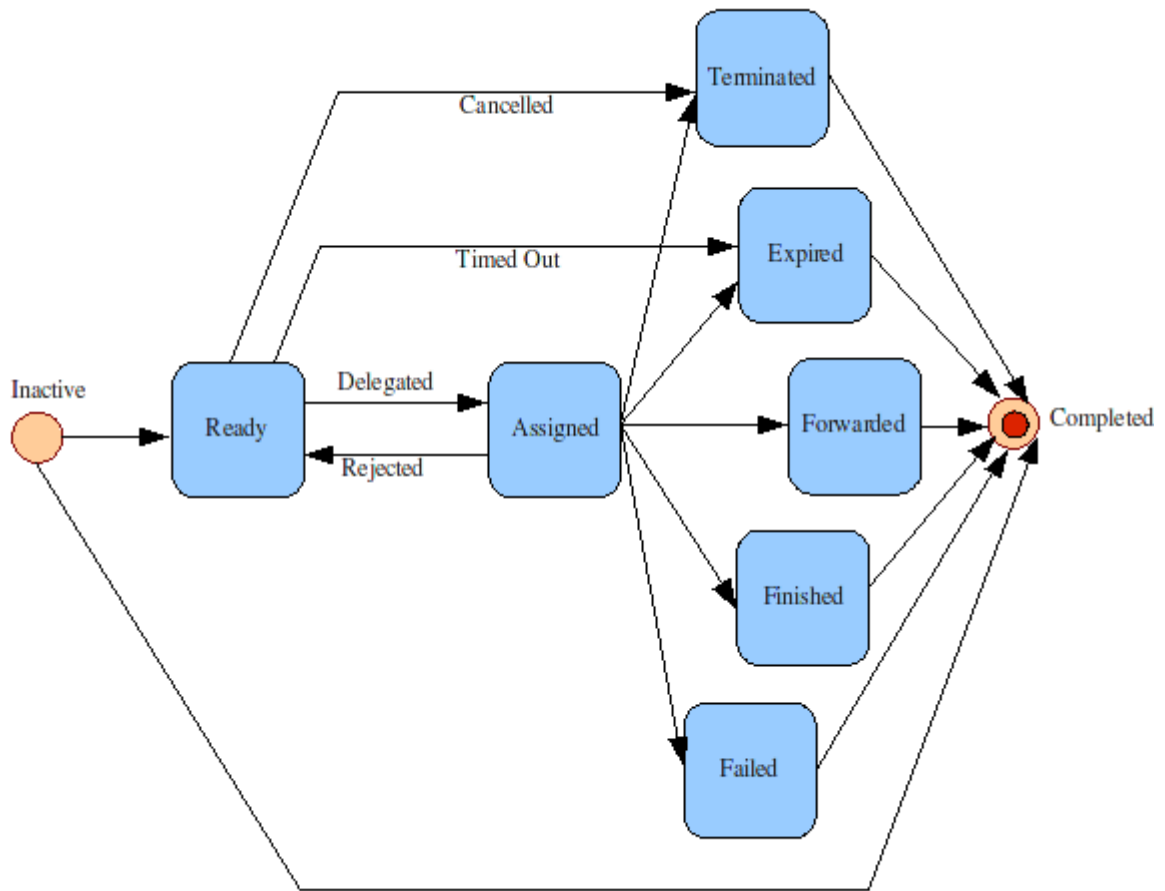 Terminated
Cancelled
Expired
Timed Out
Inactive
Delegated
Ready
Assigned
Forwarded
Completed
Rejected
Finished
Failed